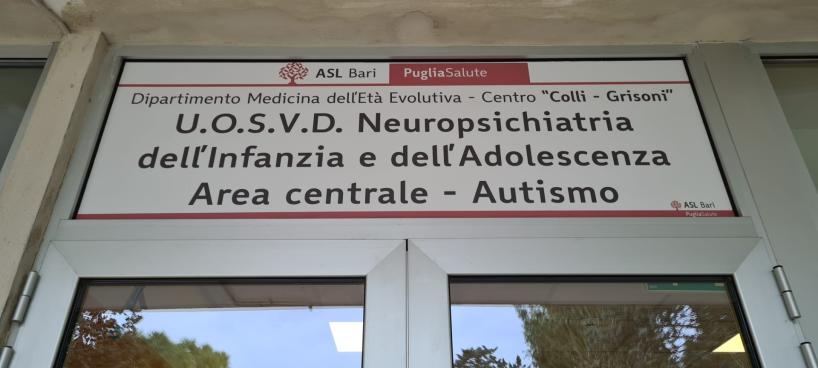 ASL Bari PugliaSalute
Dipartimento Medicina dell'Età Evolutiva - Centro "Colli - Grisoni"
U.O.S.V.D. Neuropsichiatria
dell'Infanzia e dell'Adolescenza
Area centrale - Autismo
ASL Bari
PugliaSalute